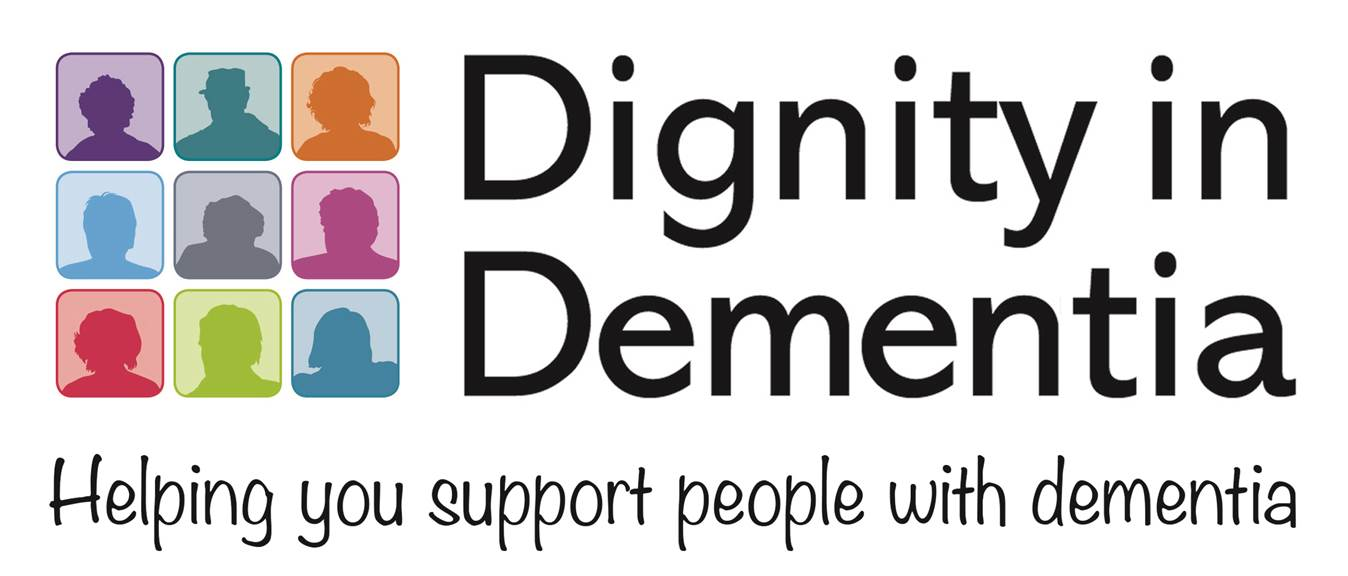 Dignity in
Dementia
Helping you support people with dementia